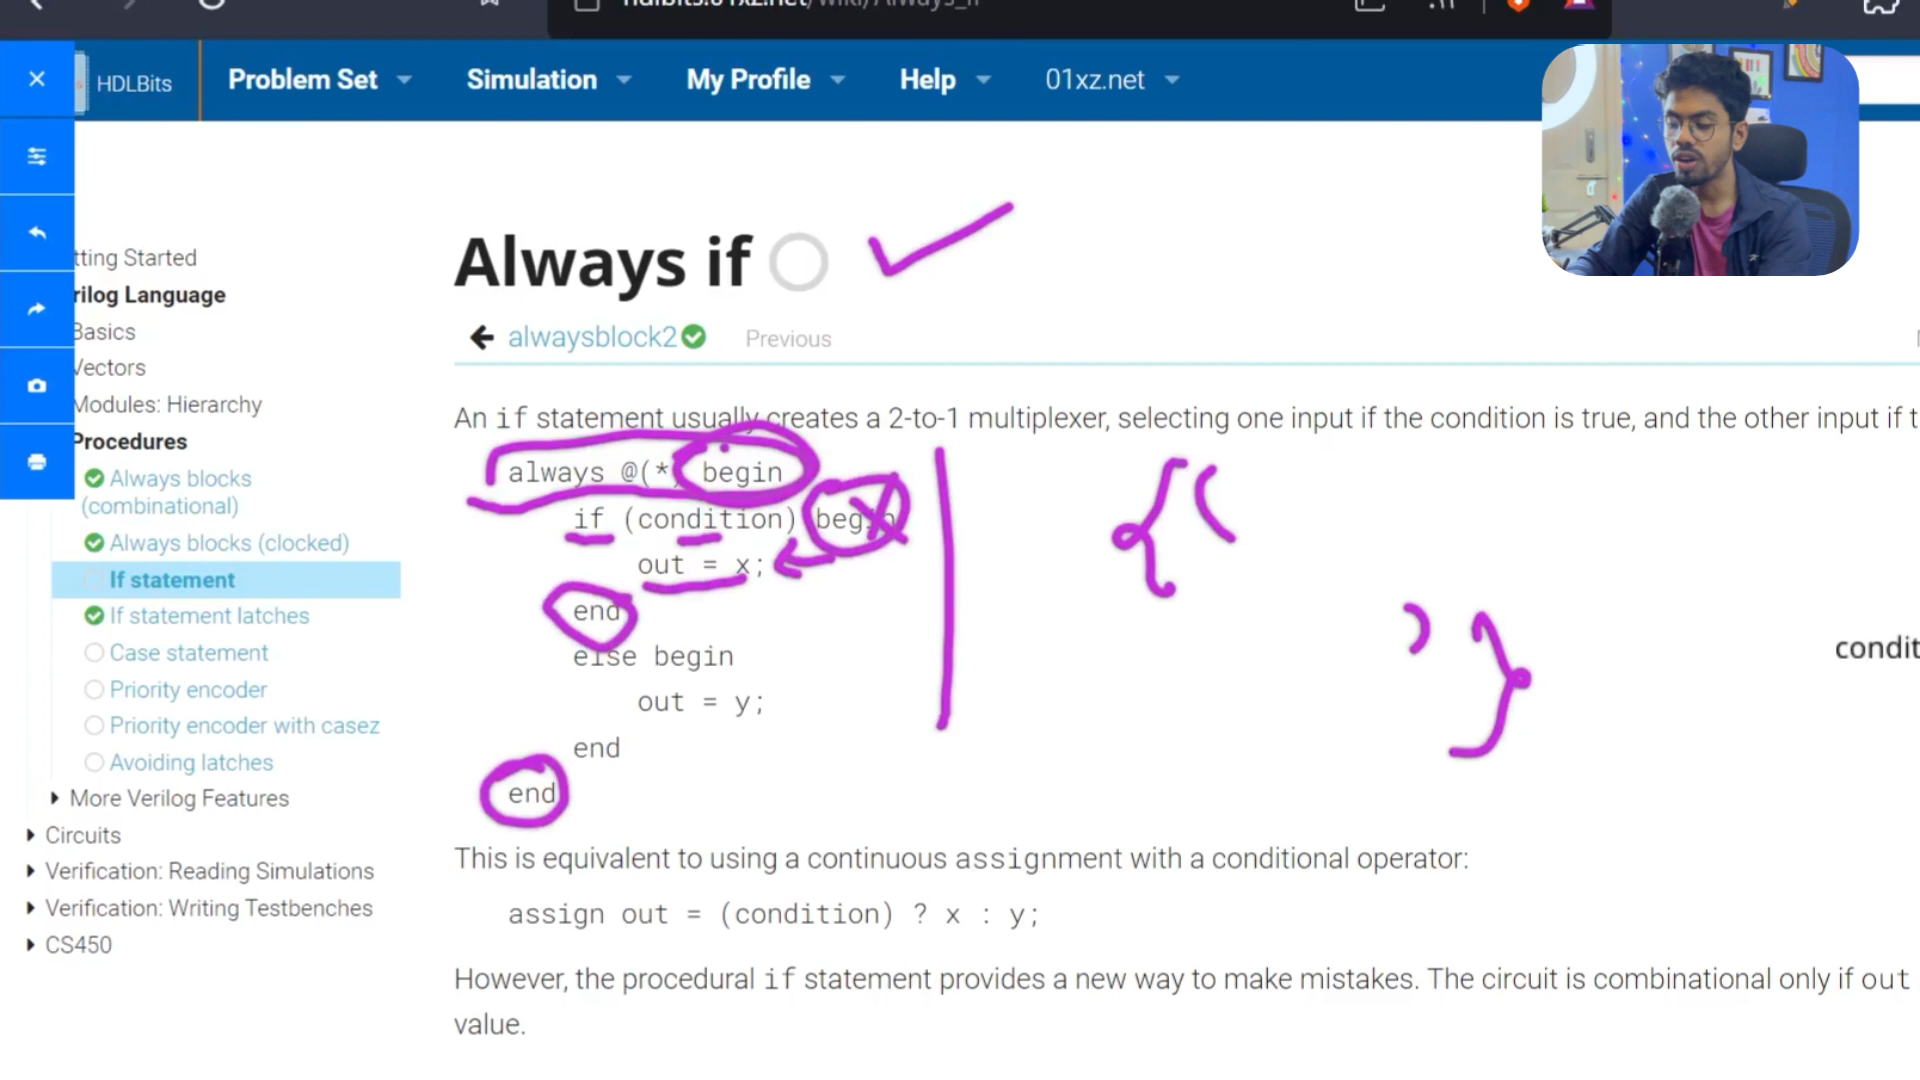 HDLBits
Problem Set
Simulation
My Profile
Help
01xz.net
tting Started
rilog Language
Basics
Vectors
Modules: Hierarchy
Procedures
Always blocks
(combinational)
Always blocks (clocked)
If statement
If statement latches
Case statement
Priority encoder
Priority encoder with casez
Avoiding latches
More Verilog Features
Circuits
Verification: Reading Simulations
Verification: Writing Testbenches
CS450
Always if
alwaysblock2
Previous
An if statement usually creates a 2-to-1 multiplexer, selecting one input if the condition is true, and the other input if t
always @(* begin
if (condition) begin
out = x;
end
else begin
out = y;
end
end
{ (
) }
condit
This is equivalent to using a continuous assignment with a conditional operator:
assign out = (condition) ? x : y;
However, the procedural if statement provides a new way to make mistakes. The circuit is combinational only if out
value.